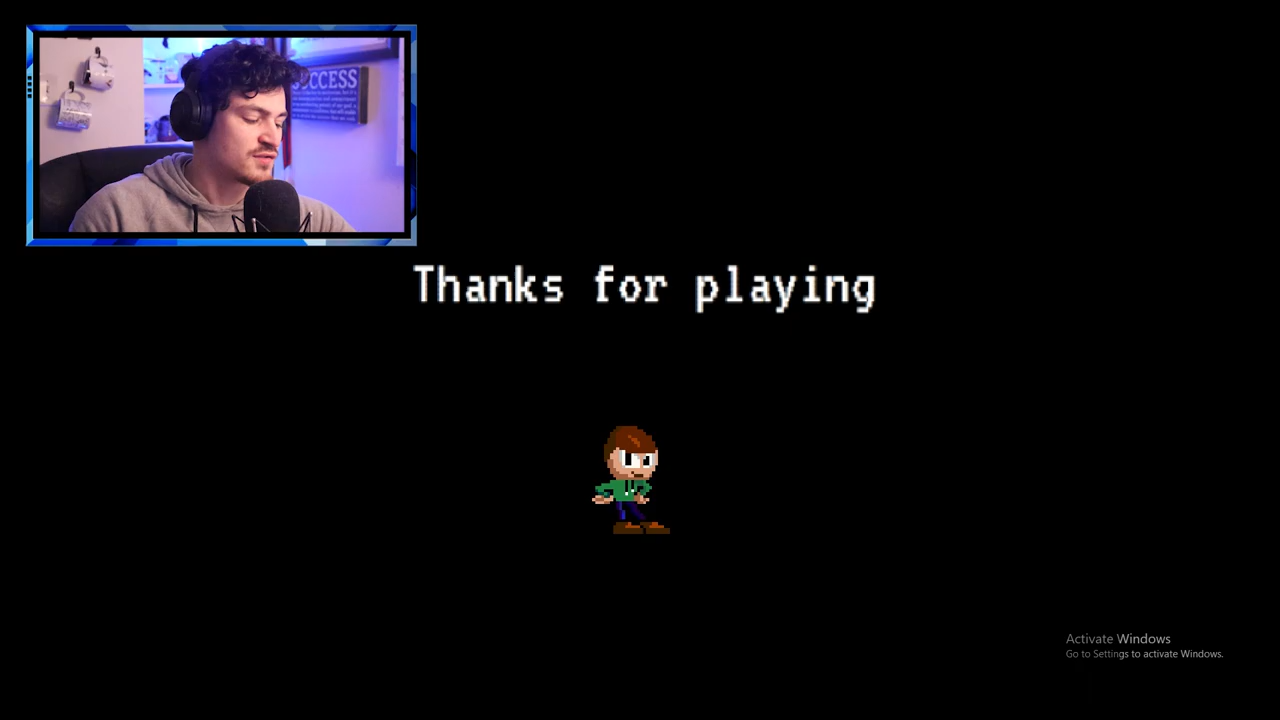 SUCCESS
Thanks for playing
Activate Windows
Go to Settings to activate Windows.